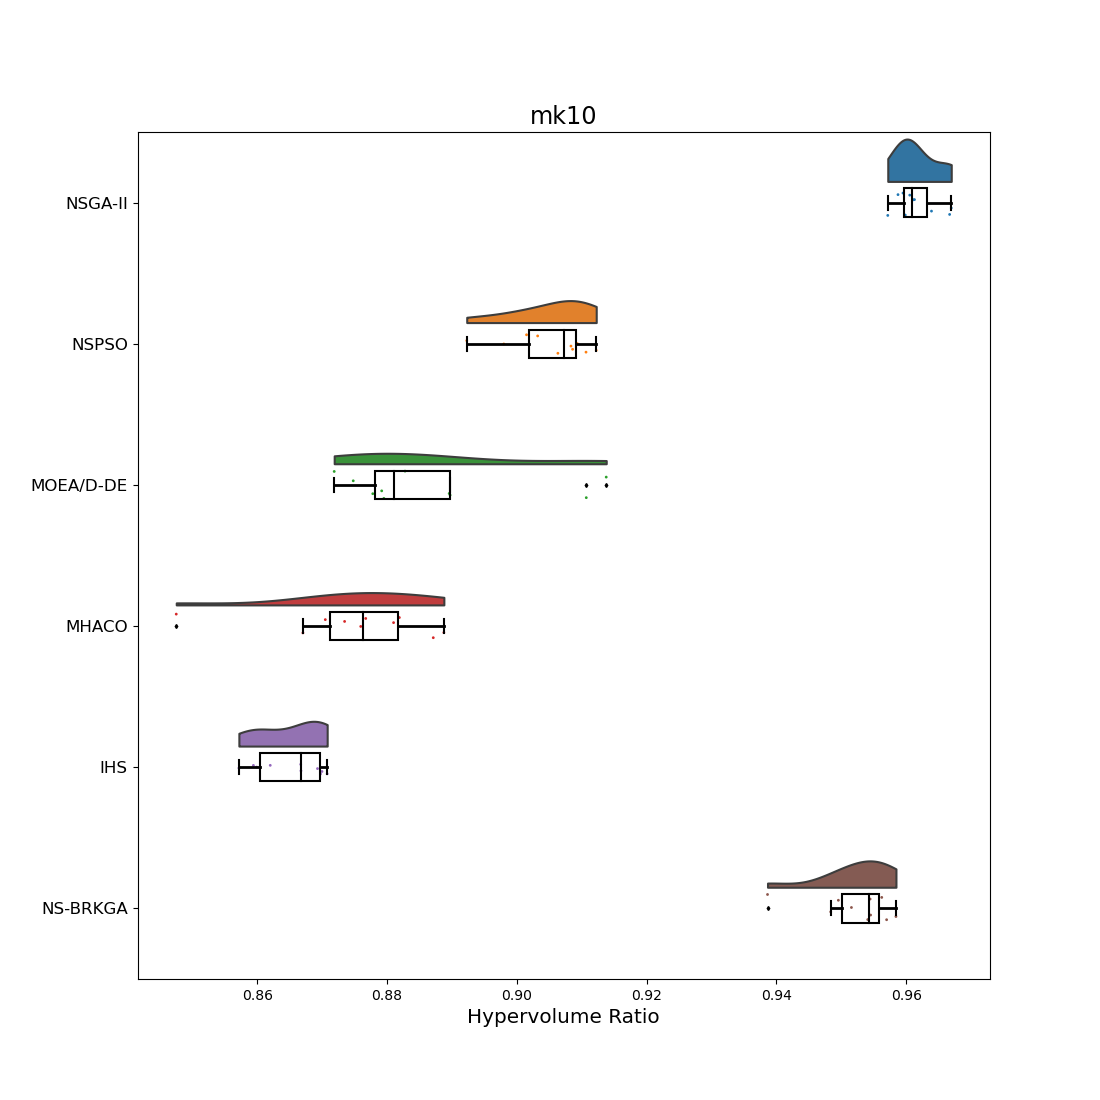 mk10
NSGA-II
NSPSO
MOEA/D-DE
MHACO
IHS
NS-BRKGA
0.86 0.88 0.90 0.92 0.94 0.96
Hypervolume Ratio